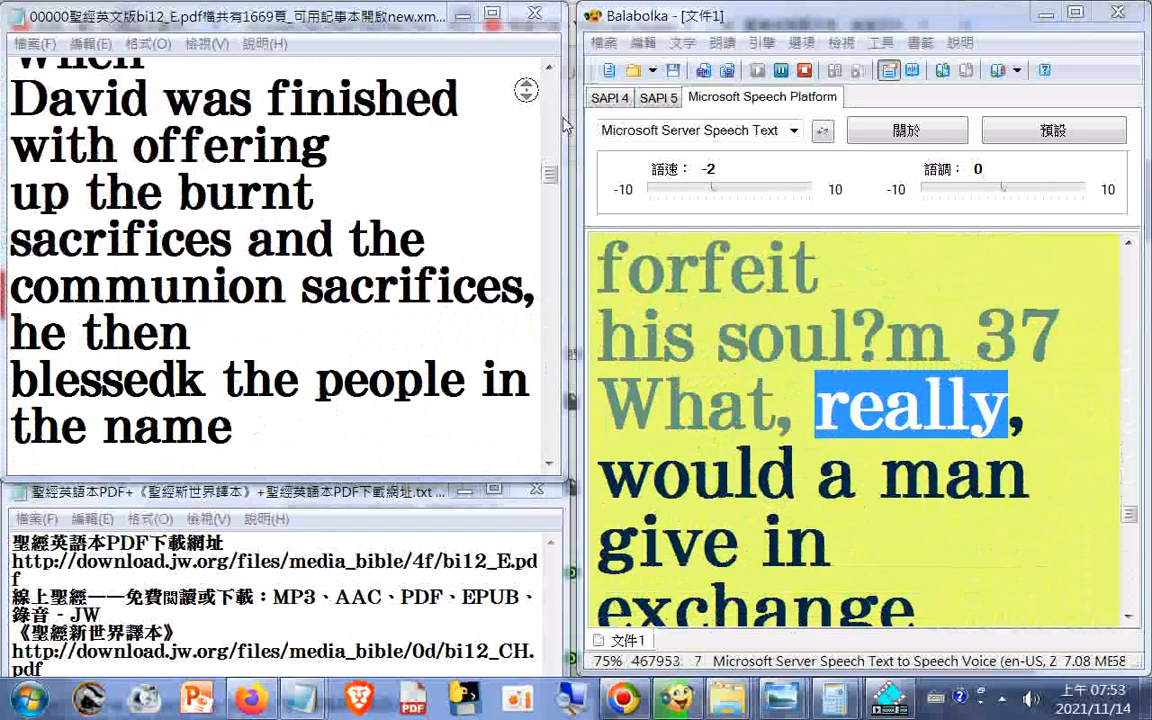 00000聖經英文版bi12_E.pdf檔共有1669頁_可用記事本開啟new.xm...
檔案(F) 編輯(E) 格式(O) 檢視(V) 說明(H)
when
David was finished
with offering
up the burnt
sacrifices and the
communion sacrifices,
he then
blessedk the people in
the name
聖經英語本PDF+《聖經新世界譯本》+聖經英語本PDF下載網址.txt ...
檔案(F) 編輯(E) 格式(O) 檢視(V) 說明(H)
聖經英語本PDF下載網址
http://download.jw.org/files/media_bible/4f/bi12_E.pd
f
線上聖經——免費閱讀或下載：MP3、AAC、PDF、EPUB、
錄音 - JW
《聖經新世界譯本》
http://download.jw.org/files/media_bible/0d/bi12_CH.
pdf
Balabolka - [文件1]
檔案 編輯 文字 朗讀 引擎 選項 檢視 工具 書籤 說明
SAPI 4 SAPI 5 Microsoft Speech Platform
Microsoft Server Speech Text 關於 預設
語速： -2 語調： 0
-10 10 -10 10
forfeit
his soul?m 37
What, really,
would a man
give in
exchange
文件1
75% 467953 7 Microsoft Server Speech Text to Speech Voice (en-US, Z 7.08 ME58
上午 07:53
2021/11/14